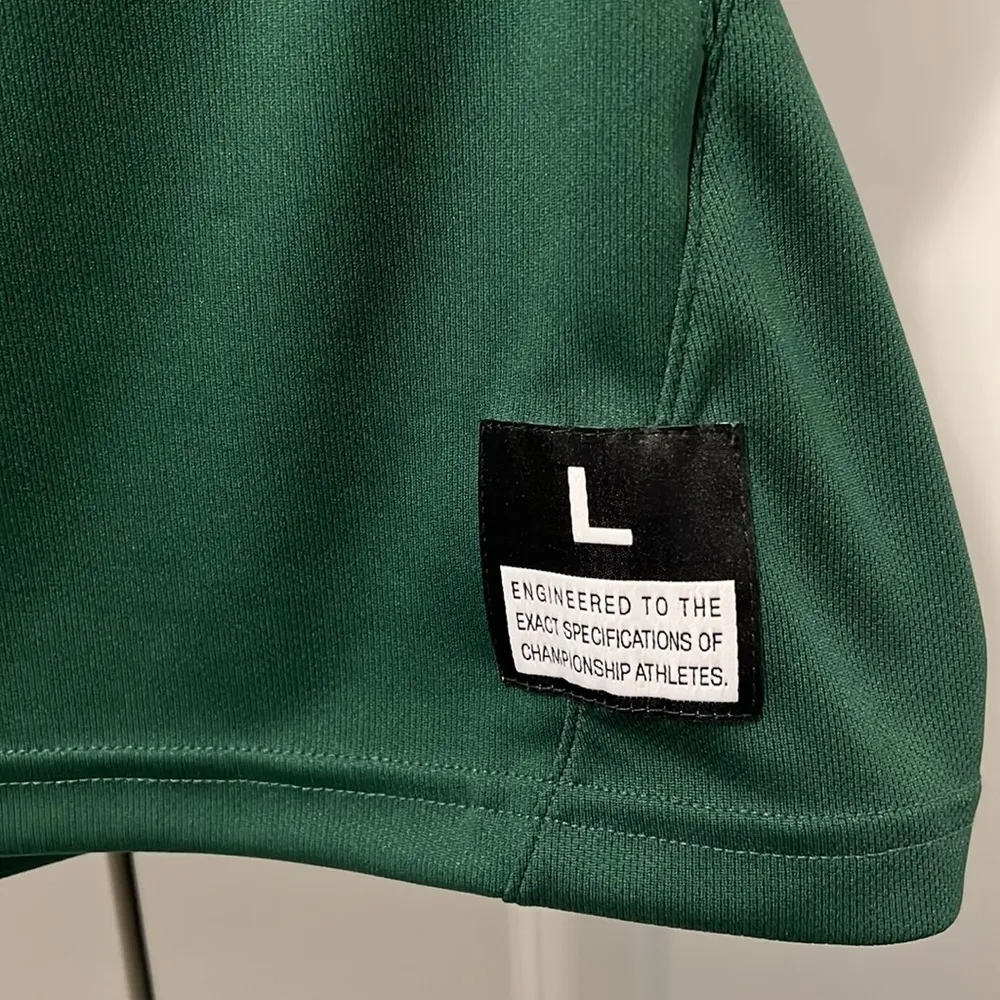 L
ENGINEERED TO THE
EXACT SPECIFICATIONS OF
CHAMPIONSHIP ATHLETES.